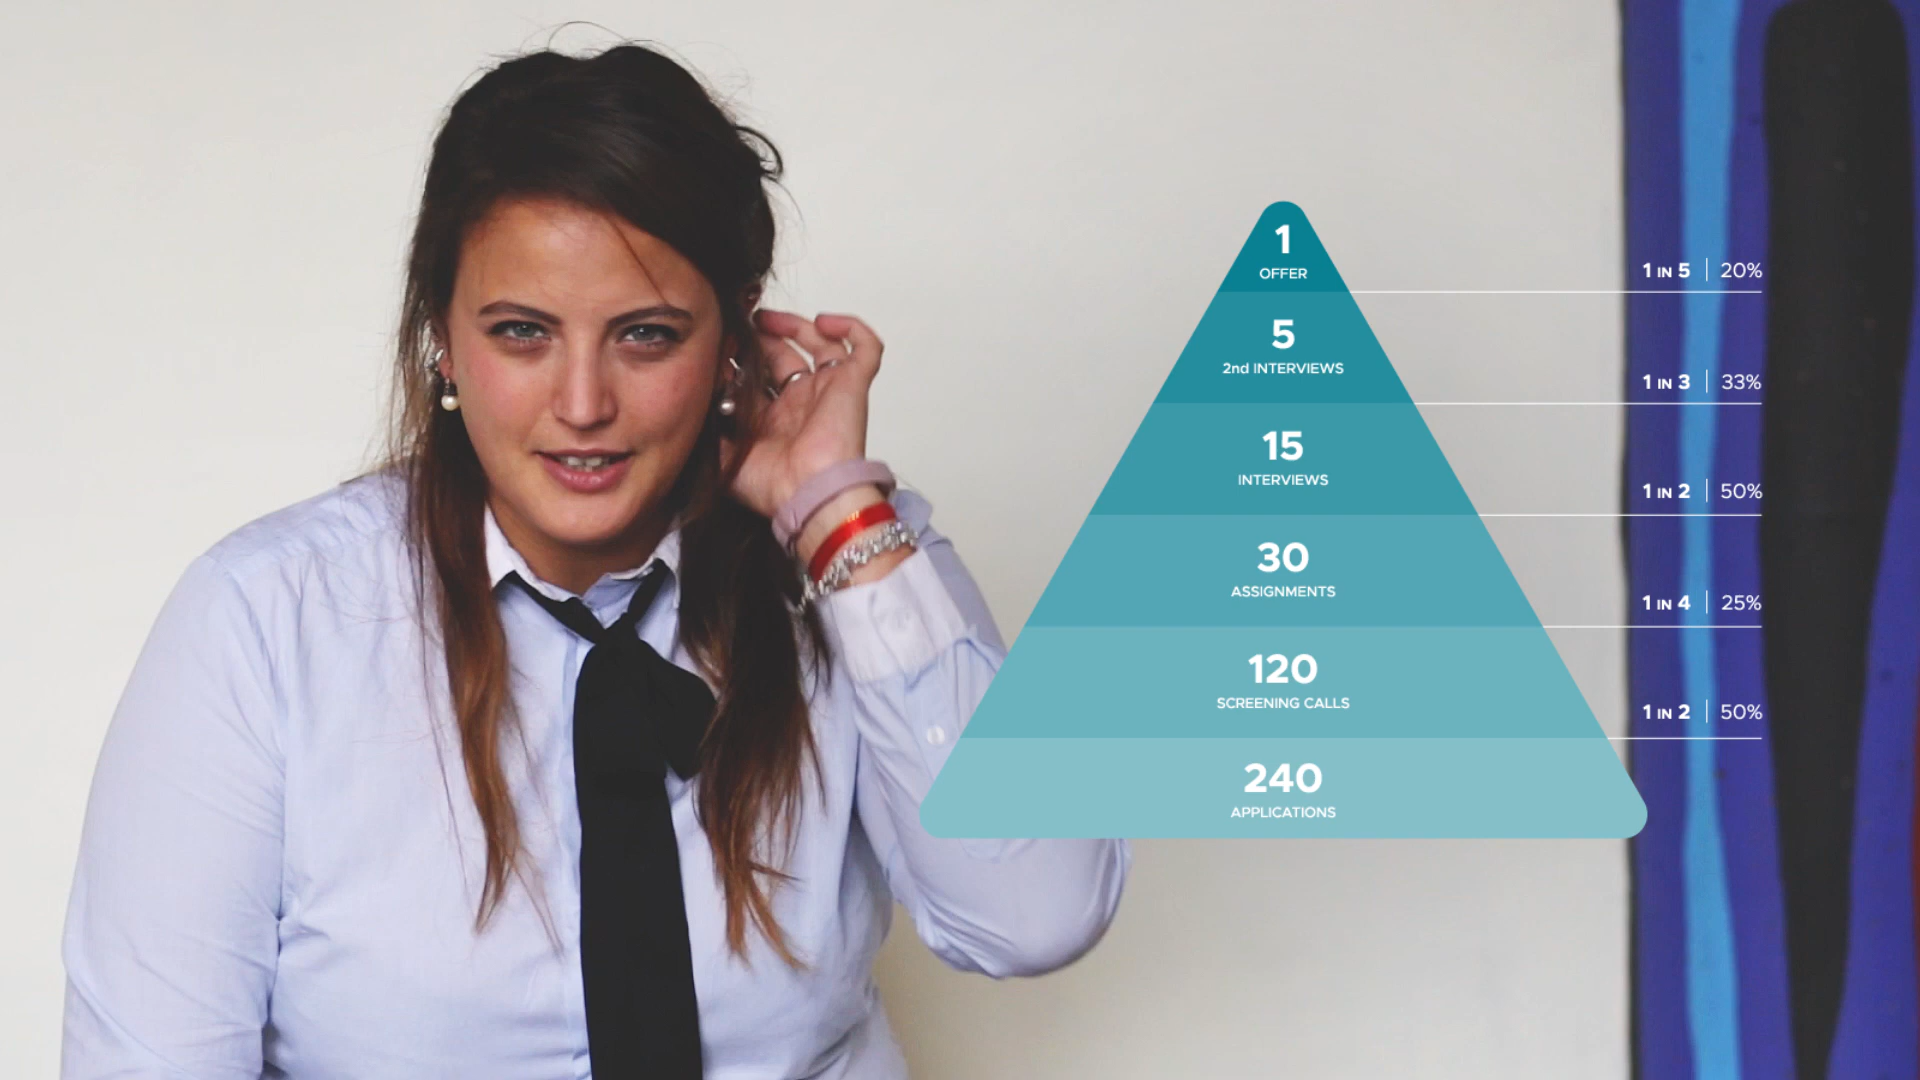 1
OFFER
1 IN 5 | 20%
5
2nd INTERVIEWS
1 IN 3 | 33%
15
INTERVIEWS
1 IN 2 | 50%
30
ASSIGNMENTS
1 IN 4 | 25%
120
SCREENING CALLS
1 IN 2 | 50%
240
APPLICATIONS